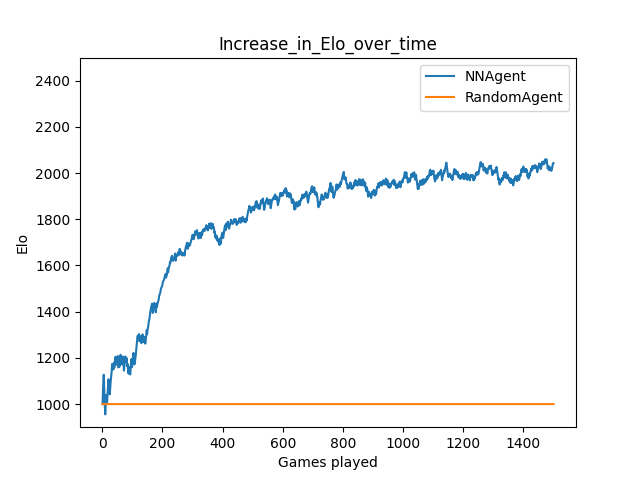 Increase_in_Elo_over_time
NNAgent
RandomAgent
2400
2200
2000
1800
1600
1400
1200
1000
Elo
0 200 400 600 800 1000 1200 1400
Games played